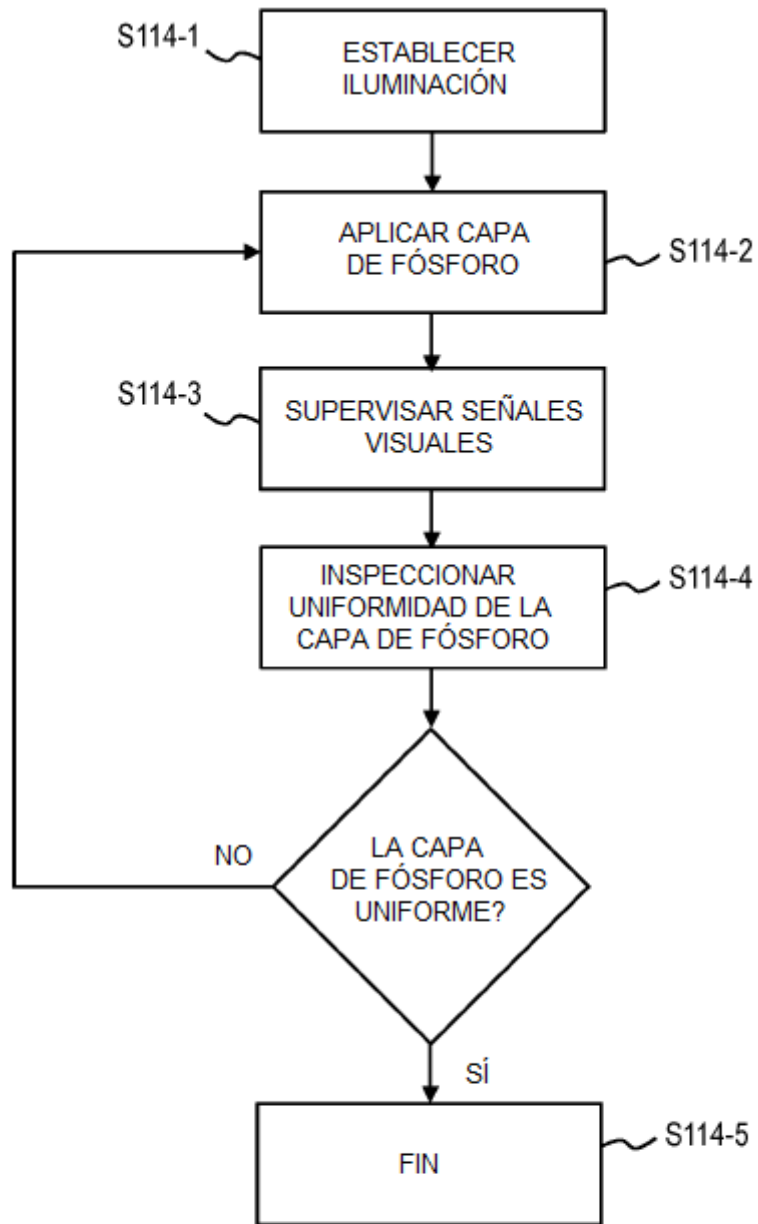 S114-1
ESTABLECER
ILUMINACIÓN
APLICAR CAPA
DE FÓSFORO
S114-2
S114-3
SUPERVISAR SEÑALES
VISUALES
INSPECCIONAR
UNIFORMIDAD DE LA
CAPA DE FÓSFORO
S114-4
NO
LA CAPA
DE FÓSFORO ES
UNIFORME?
SÍ
FIN
S114-5